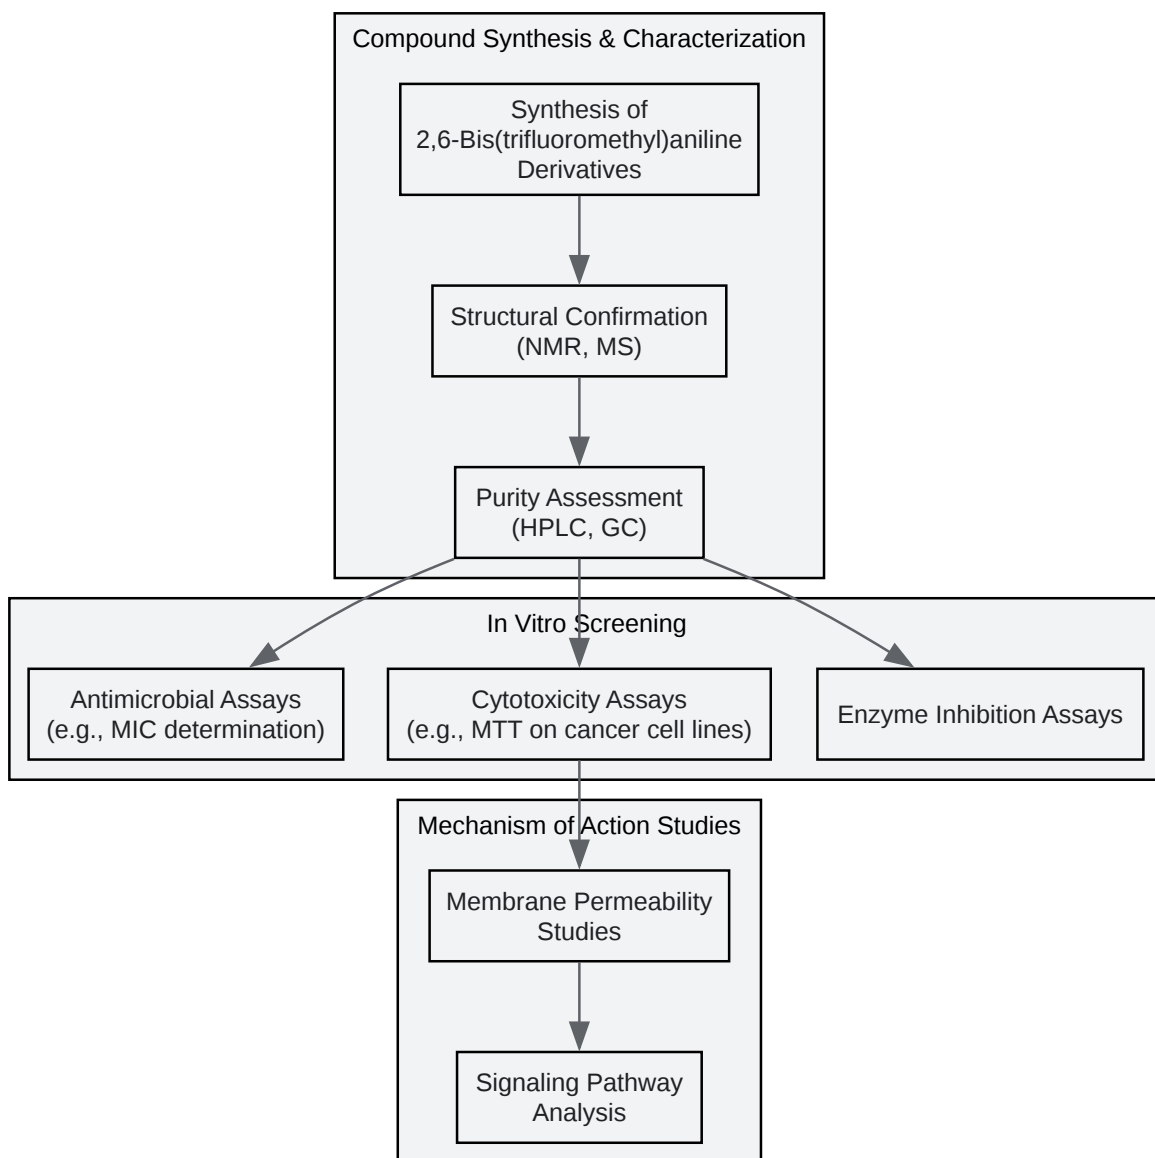 Compound Synthesis & Characterization
Synthesis of
2,6-Bis(trifluoromethyl)aniline
Derivatives
Structural Confirmation
(NMR, MS)
Purity Assessment
(HPLC, GC)
In Vitro Screening
Antimicrobial Assays
(e.g., MIC determination)
Cytotoxicity Assays
(e.g., MTT on cancer cell lines)
Enzyme Inhibition Assays
Mechanism of Action Studies
Membrane Permeability
Studies
Signaling Pathway
Analysis